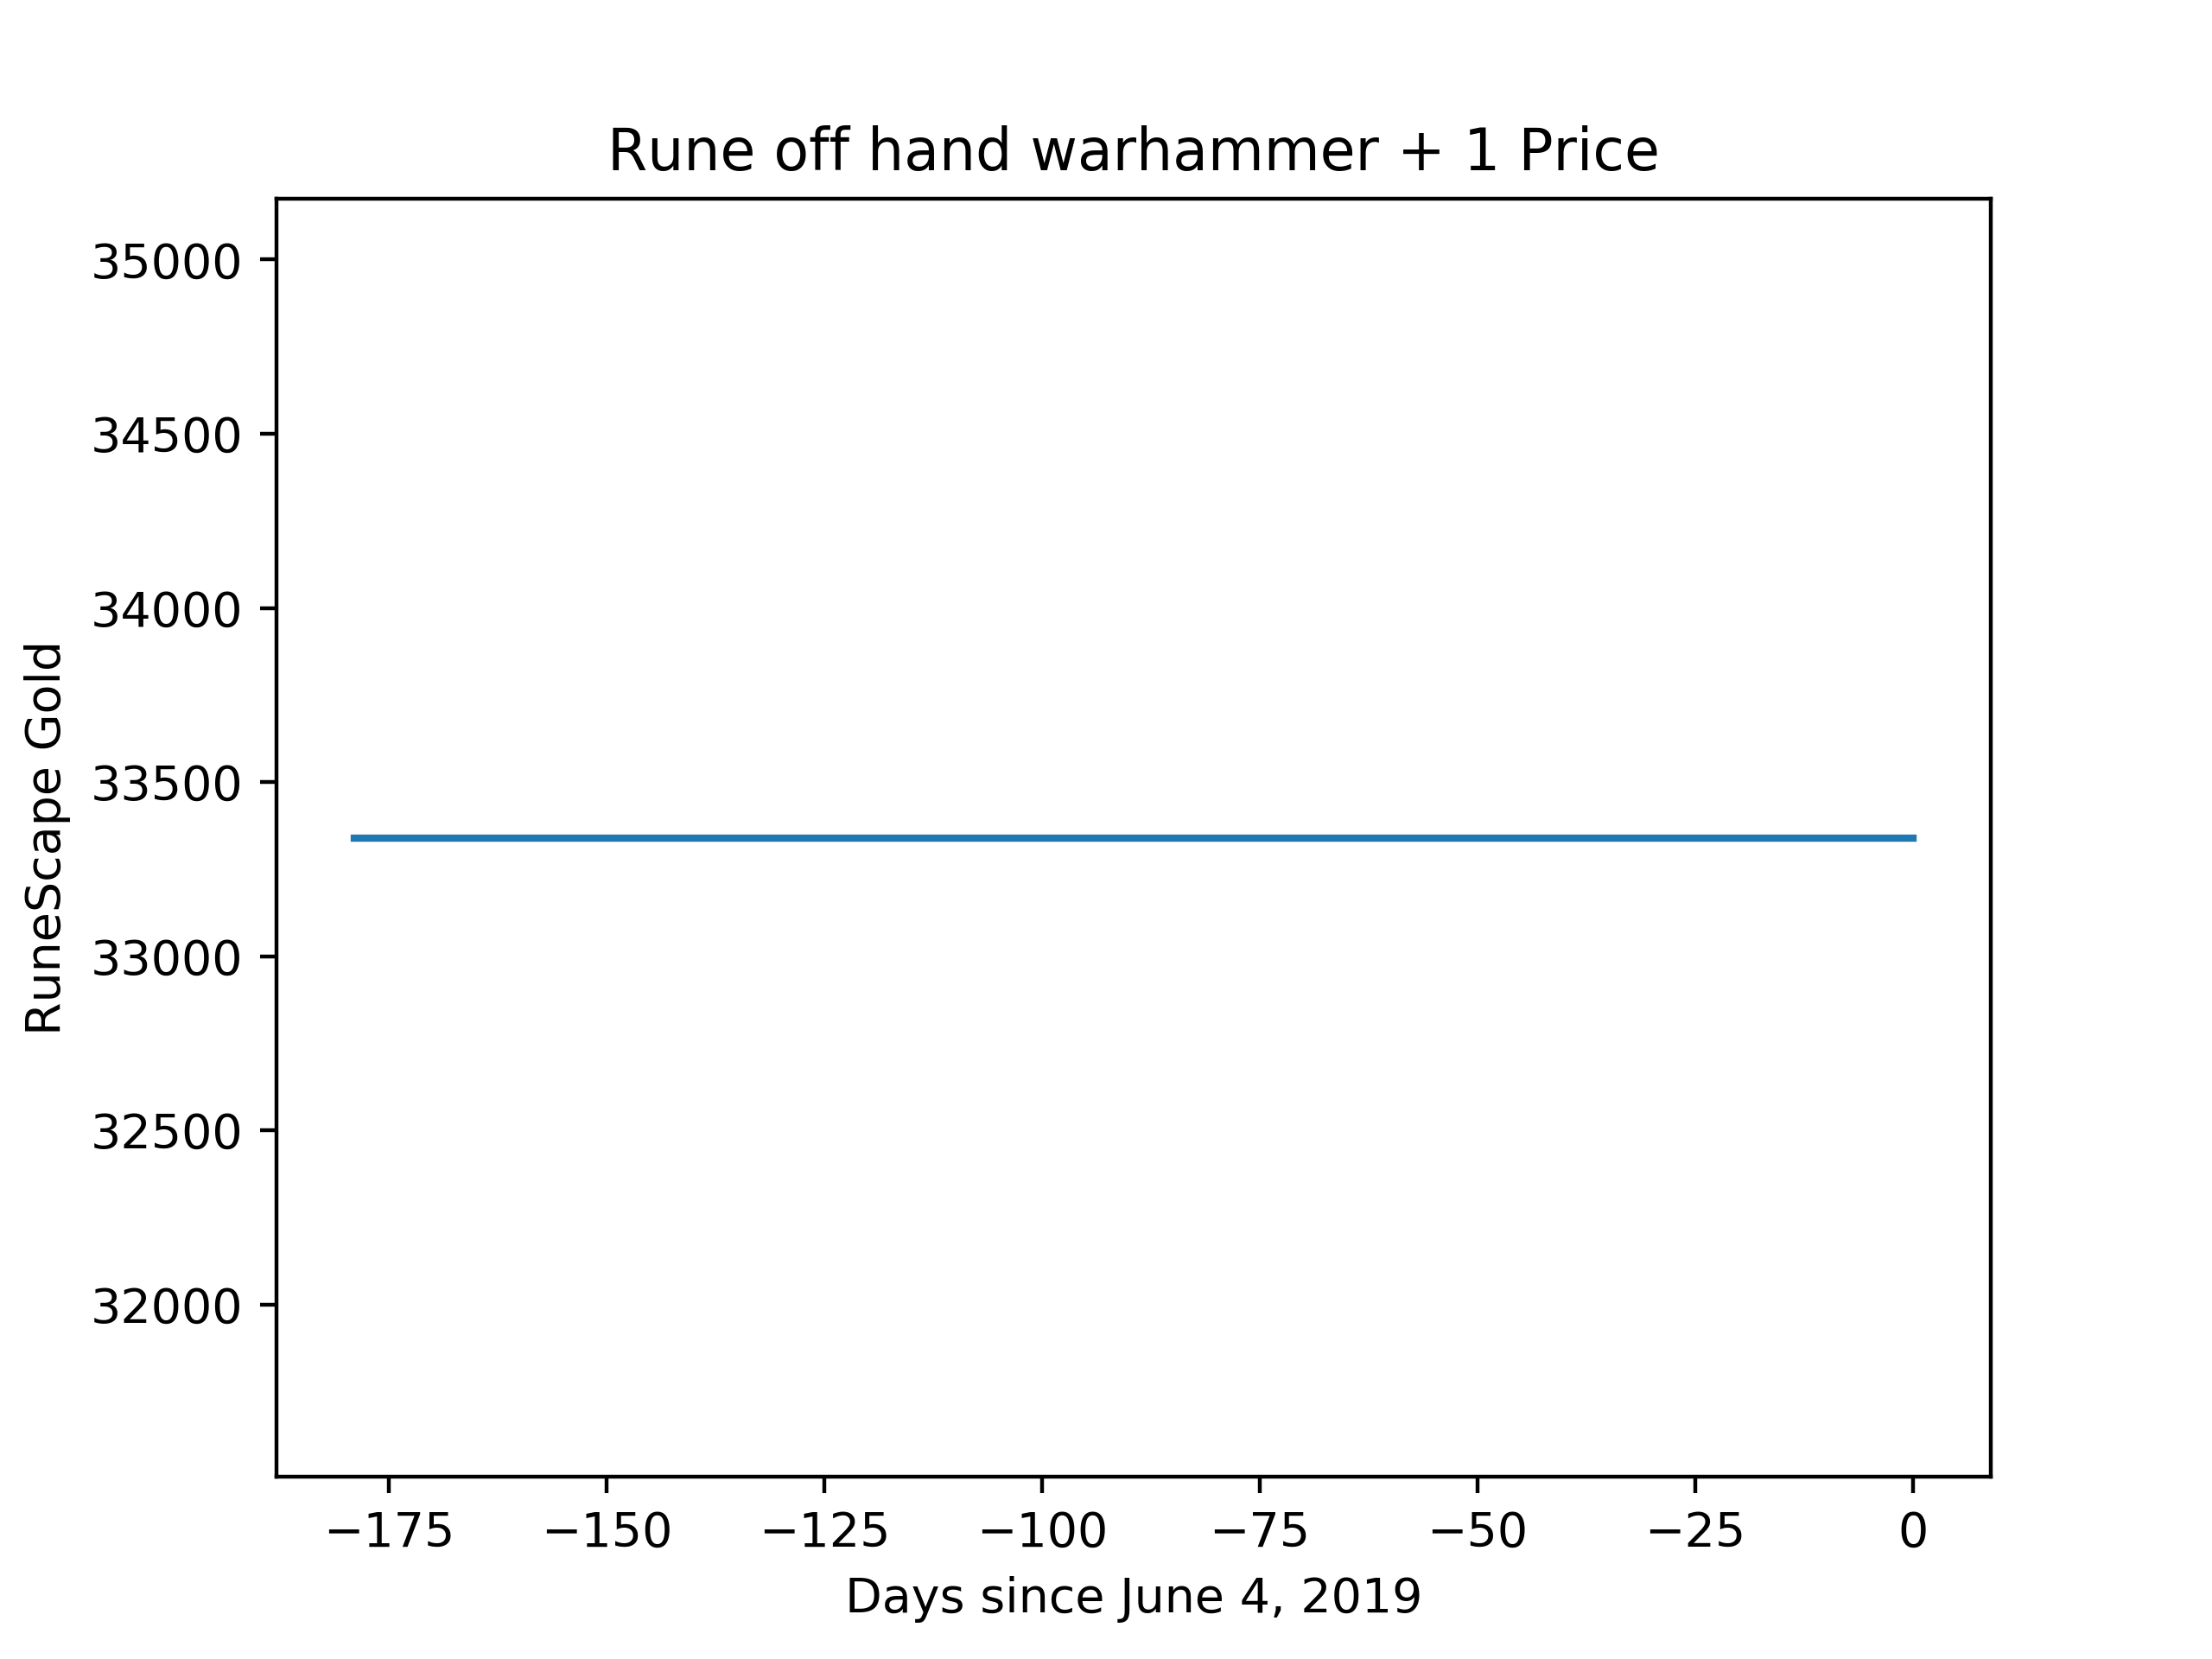 Rune off hand warhammer + 1 Price
RuneScape Gold
35000
34500
34000
33500
33000
32500
32000
−175 −150 −125 −100 −75 −50 −25 0
Days since June 4, 2019